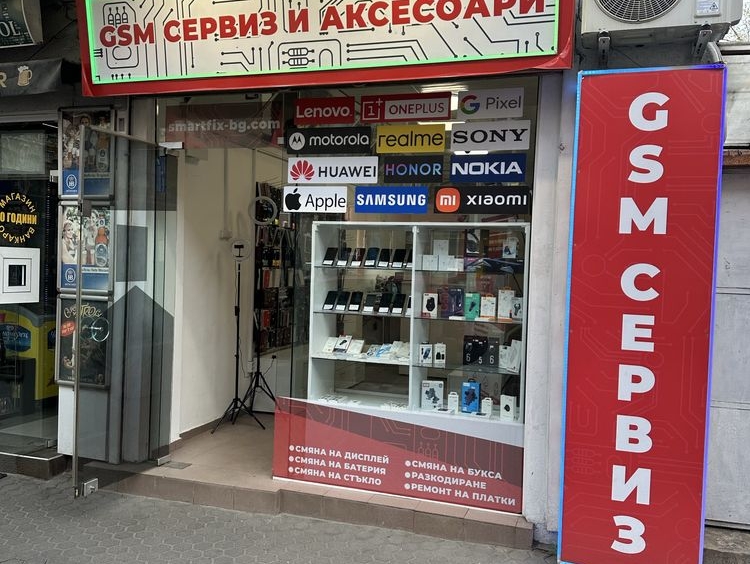 GSM СЕРВИЗ И АКСЕСОАРИ
smartfix-bg.com
Lenovo
ONEPLUS
Pixel
motorola
realme
SONY
HUAWEI
HONOR
NOKIA
Apple
SAMSUNG
xiaomi
СМЯНА НА ДИСПЛЕЙ
СМЯНА НА БАТЕРИЯ
СМЯНА НА СТЪКЛО
СМЯНА НА БУКСА
РАЗКОДИРАНЕ
РЕМОНТ НА ПЛАТКИ
GSM СЕРВИЗ
МАГАЗИН